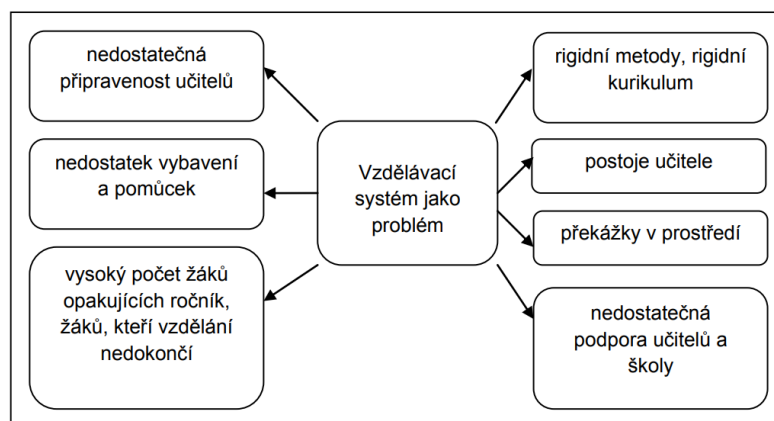 nedostatečná
připravenost učitelů
nedostatek vybavení
a pomůcek
vysoký počet žáků
opakujících ročník,
žáků, kteří vzdělání
nedokončí
Vzdělávací
systém jako
problém
rigidní metody, rigidní
kurikulum
postoje učitele
překážky v prostředí
nedostatečná
podpora učitelů a
školy